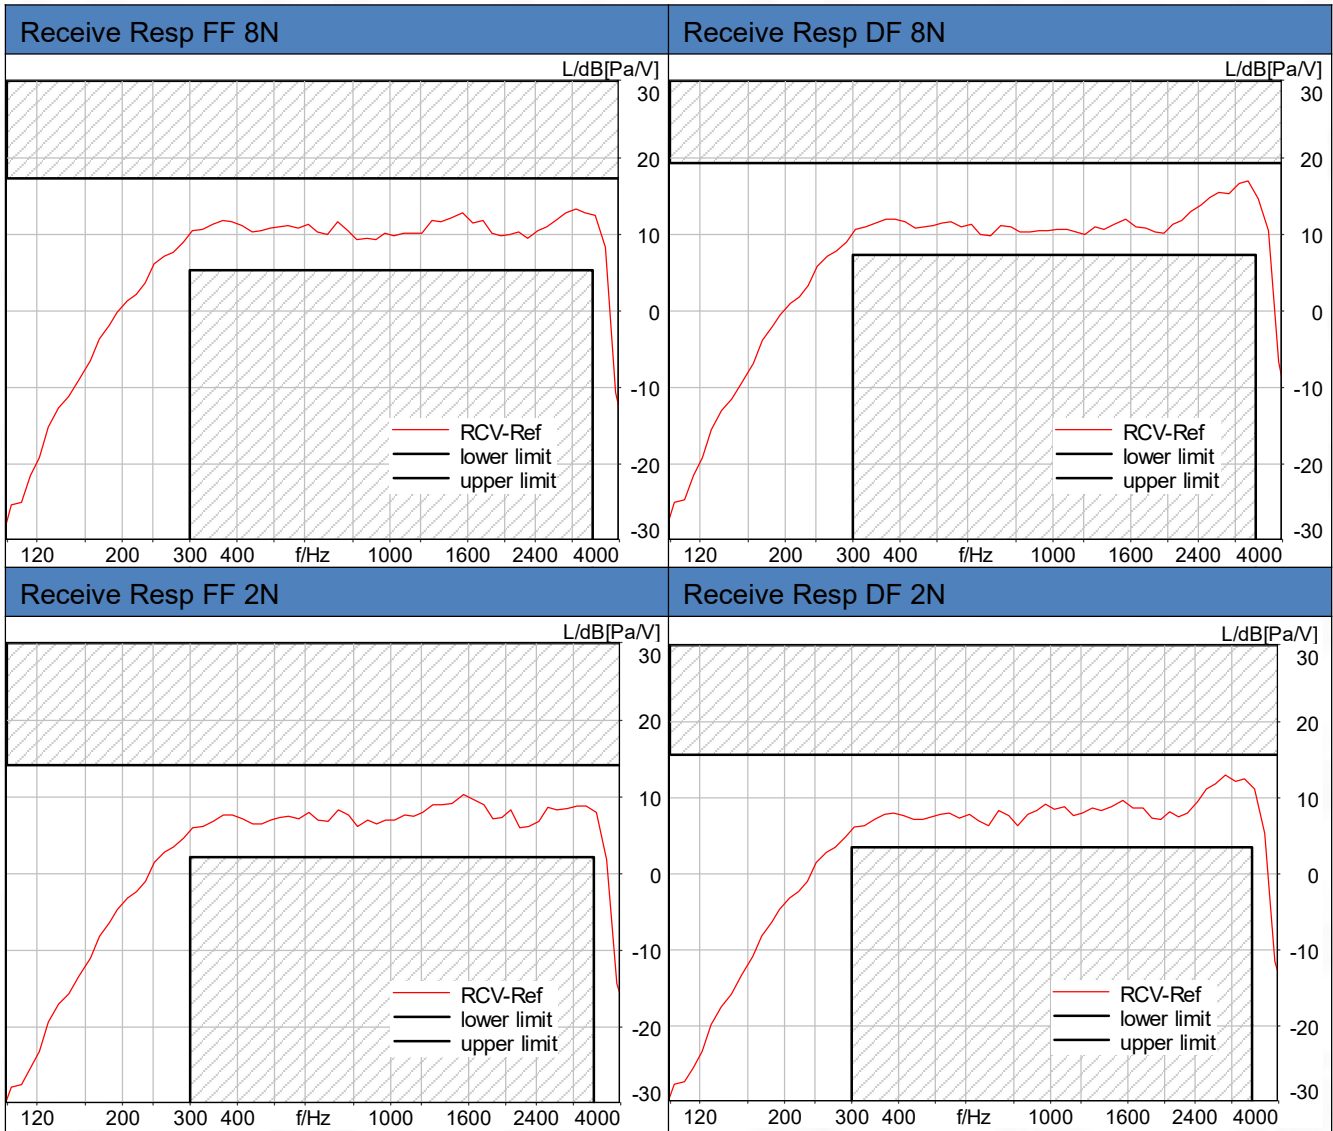 Receive Resp FF 8N
L/dB[Pa/V]
30
20
10
0
-10
-20
-30
RCV-Ref
lower limit
upper limit
120 200 300 400 f/Hz 1000 1600 2400 4000
Receive Resp DF 8N
L/dB[Pa/V]
30
20
10
0
-10
-20
-30
RCV-Ref
lower limit
upper limit
120 200 300 400 f/Hz 1000 1600 2400 4000
Receive Resp FF 2N
L/dB[Pa/V]
30
20
10
0
-10
-20
-30
RCV-Ref
lower limit
upper limit
120 200 300 400 f/Hz 1000 1600 2400 4000
Receive Resp DF 2N
L/dB[Pa/V]
30
20
10
0
-10
-20
-30
RCV-Ref
lower limit
upper limit
120 200 300 400 f/Hz 1000 1600 2400 4000